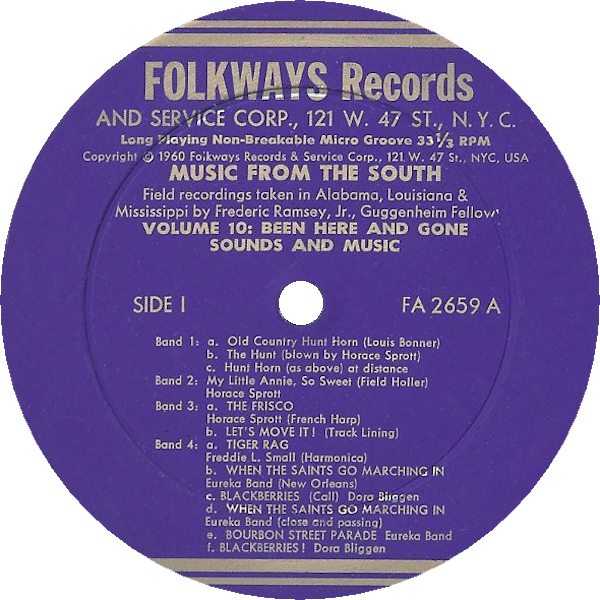 FOLKWAYS Records
AND SERVICE CORP., 121 W. 47 ST., N.Y.C.
Long Playing Non-Breakable Micro Groove 33 1/3 RPM
Copyright © 1960 Folkways Records & Service Corp., 121 W. 47 St., NYC, USA
MUSIC FROM THE SOUTH
Field recordings taken in Alabama, Louisiana &
Mississippi by Frederic Ramsey, Jr., Guggenheim Fellow
VOLUME 10: BEEN HERE AND GONE
SOUNDS AND MUSIC
SIDE I FA 2659 A
Band 1: a. Old Country Hunt Horn (Louis Bonner)
b. The Hunt (blown by Horace Sprott)
c. Hunt Horn (as above) at distance
Band 2: My Little Annie, So Sweet (Field Holler)
Horace Sprott
Band 3: a. THE FRISCO
Horace Sprott (French Harp)
b. LET'S MOVE IT! (Track Lining)
Band 4: a. TIGER RAG
Freddie L. Small (Harmonica)
b. WHEN THE SAINTS GO MARCHING IN
Eureka Band (New Orleans)
c. BLACKBERRIES (Call) Dora Bliggen
d. WHEN THE SAINTS GO MARCHING IN
Eureka Band (close and passing)
e. BOURBON STREET PARADE Eureka Band
f. BLACKBERRIES! Dora Bliggen